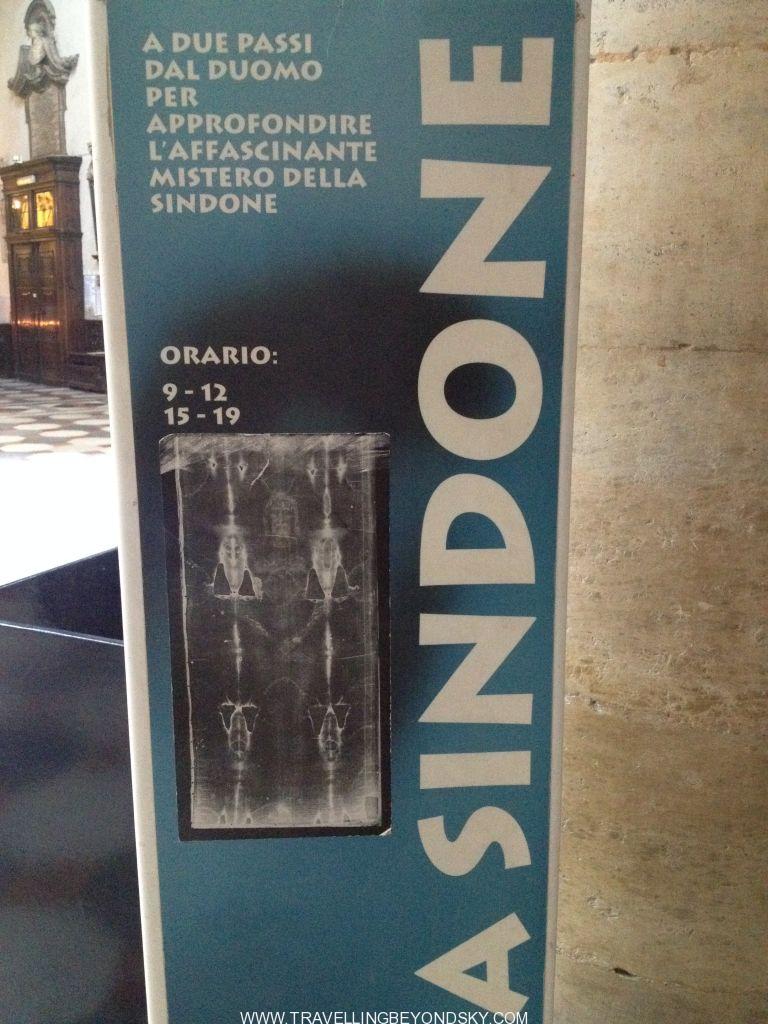 A DUE PASSI
DAL DUOMO
PER
APPROFONDIRE
L'AFFASCINANTE
MISTERO DELLA
SINDONE
ORARIO:
9 - 12
15 - 19
A SINDONE
WWW.TRAVELLINGBEYONDSKY.COM